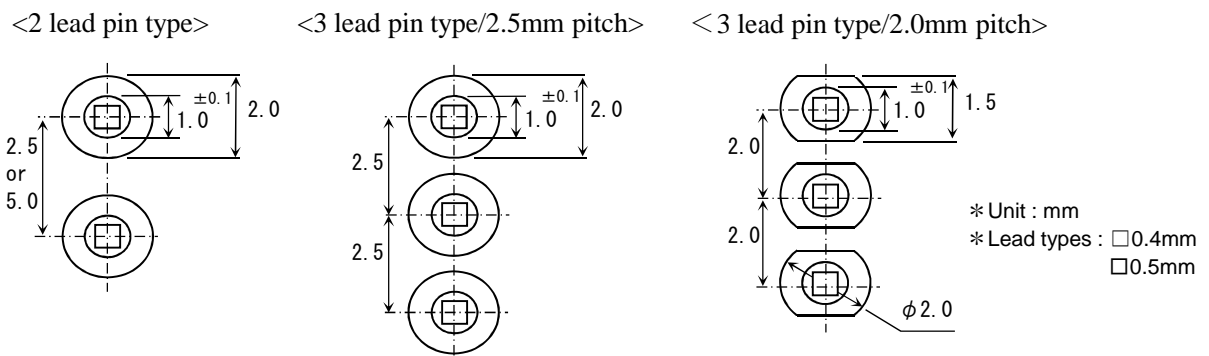 <2 lead pin type>
<3 lead pin type/2.5mm pitch>
＜3 lead pin type/2.0mm pitch>
±0.1
1.0
2.0
2.5
or
5.0
±0.1
1.0
2.0
2.5
2.5
±0.1
1.0
1.5
2.0
2.0
φ2.0
＊Unit : mm
＊Lead types : □0.4mm
□0.5mm